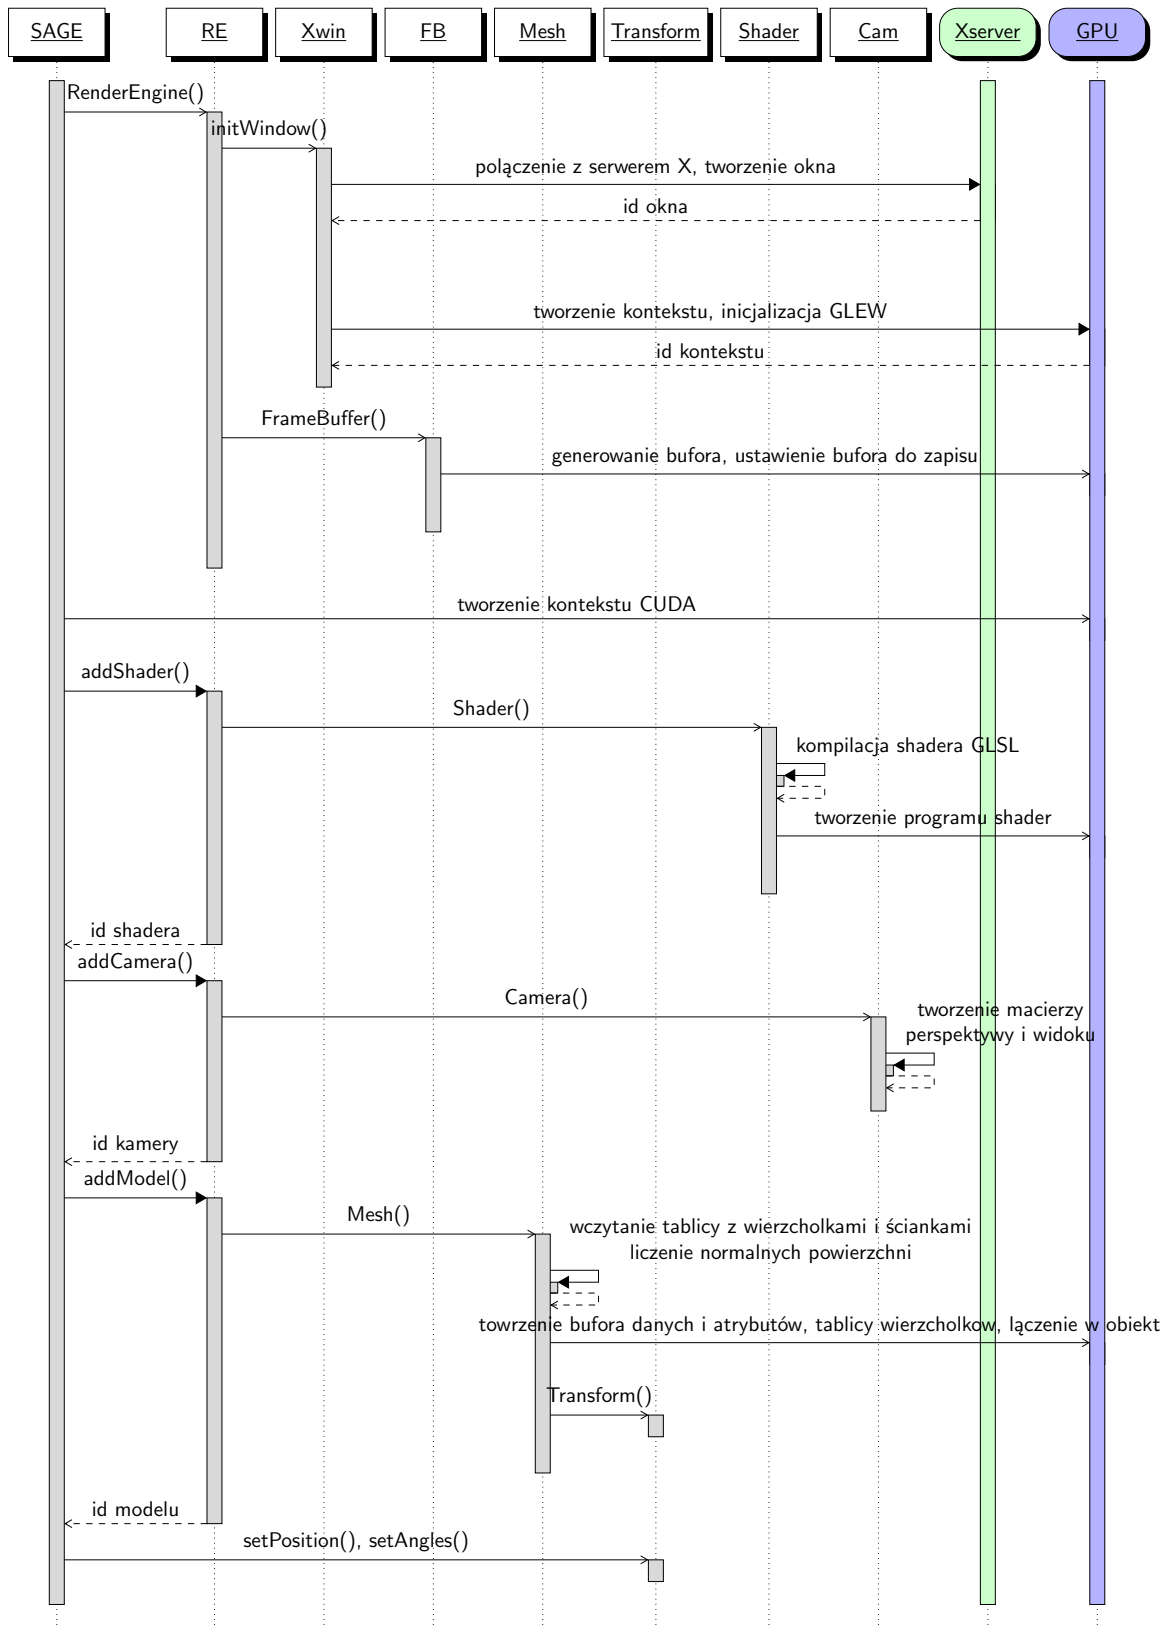 SAGE
RE
Xwin
FB
Mesh
Transform
Shader
Cam
Xserver
GPU
RenderEngine()
initWindow()
polączenie z serwerem X, tworzenie okna
id okna
tworzenie kontekstu, inicjalizacja GLEW
id kontekstu
FrameBuffer()
generowanie bufora, ustawienie bufora do zapisu
tworzenie kontekstu CUDA
addShader()
Shader()
kompilacja shadera GLSL
tworzenie programu shader
id shadera
addCamera()
Camera()
tworzenie macierzy
perspektywy i widoku
id kamery
addModel()
Mesh()
wczytanie tablicy z wierzcholkami i ściankami
liczenie normalnych powierzchni
towrzenie bufora danych i atrybutów, tablicy wierzcholkow, lączenie w obiekt
Transform()
id modelu
setPosition(), setAngles()